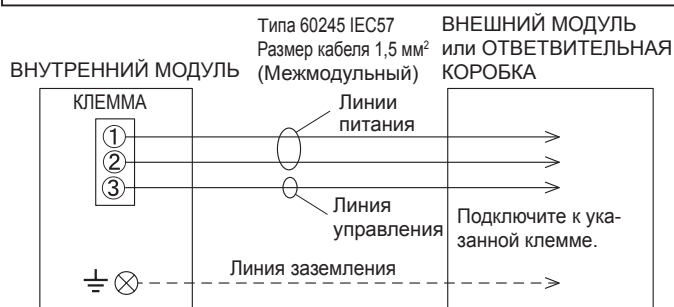 Типа 60245 IEC57
Размер кабеля 1,5 мм²
(Межмодульный)
ВНЕШНИЙ МОДУЛЬ
или ОТВЕТВИТЕЛЬНАЯ
КОРОБКА
ВНУТРЕННИЙ МОДУЛЬ
КЛЕММА
Линии
питания
1
2
3
Линия
управления
Подключите к ука-
занной клемме.
Линия заземления